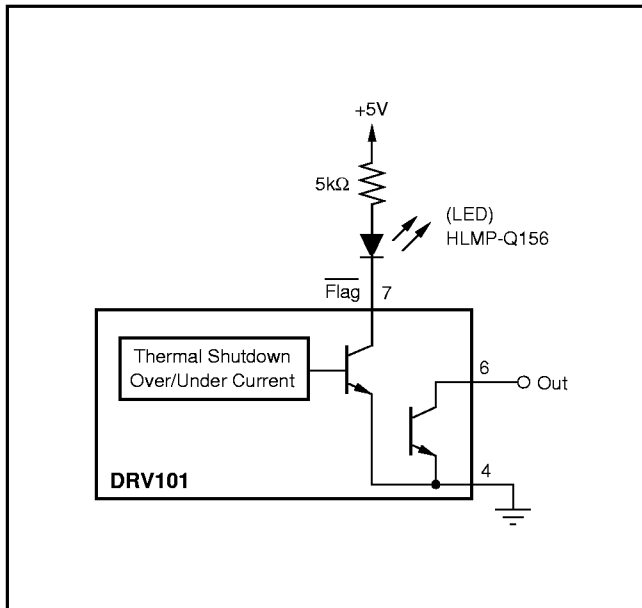 +5V
5kΩ
(LED)
HLMP-Q156
Flag
7
Thermal Shutdown
Over/Under Current
6
Out
4
DRV101